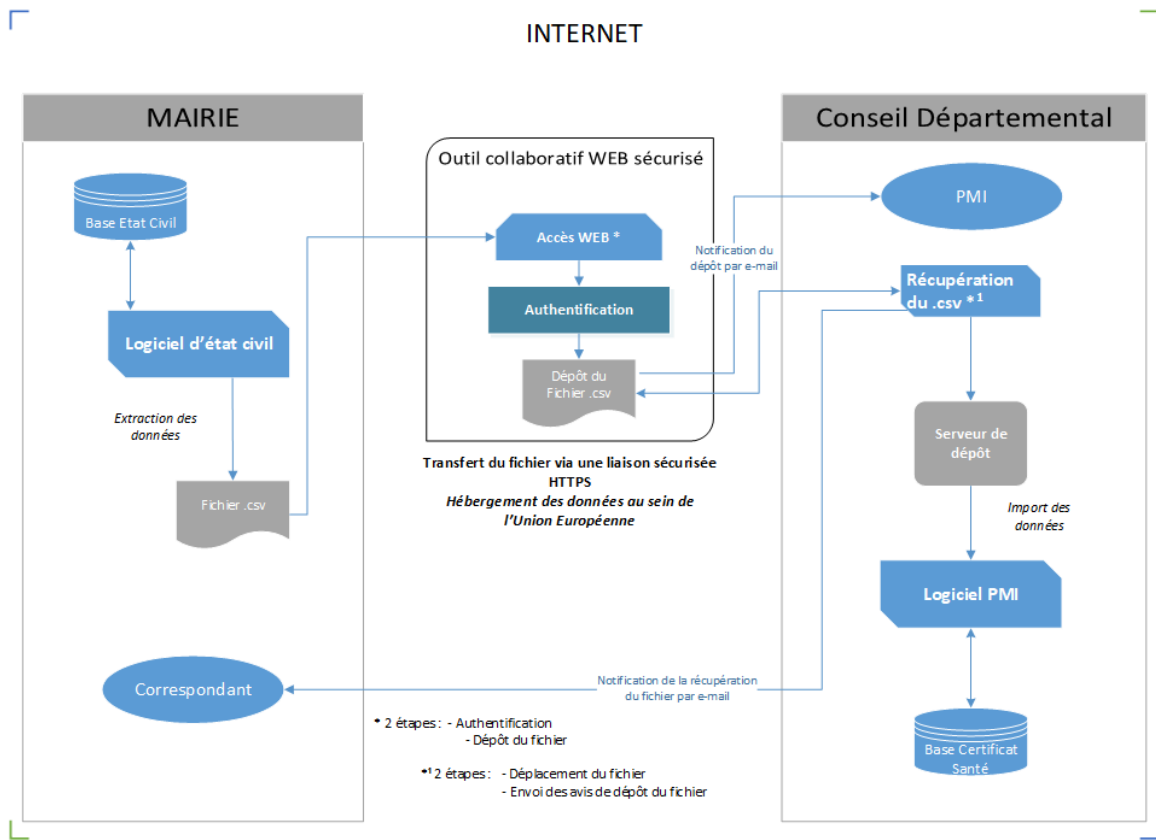 INTERNET
MAIRIE
Base Etat Civil
Logiciel d'état civil
Extraction des
données
Fichier .csv
Correspondant
Outil collaboratif WEB sécurisé
Accès WEB *
Authentification
Dépôt du
Fichier .csv
Transfert du fichier via une liaison sécurisée
HTTPS
Hébergement des données au sein de
l'Union Européenne
Notification du
dépôt par e-mail
Conseil Départemental
PMI
Récupération
du .csv *1
Serveur de
dépôt
Import des
données
Logiciel PMI
Base Certificat
Santé
Notification de la récupération
du fichier par e-mail
* 2 étapes : - Authentification
- Dépôt du fichier
*1 2 étapes : - Déplacement du fichier
- Envoi des avis de dépôt du fichier